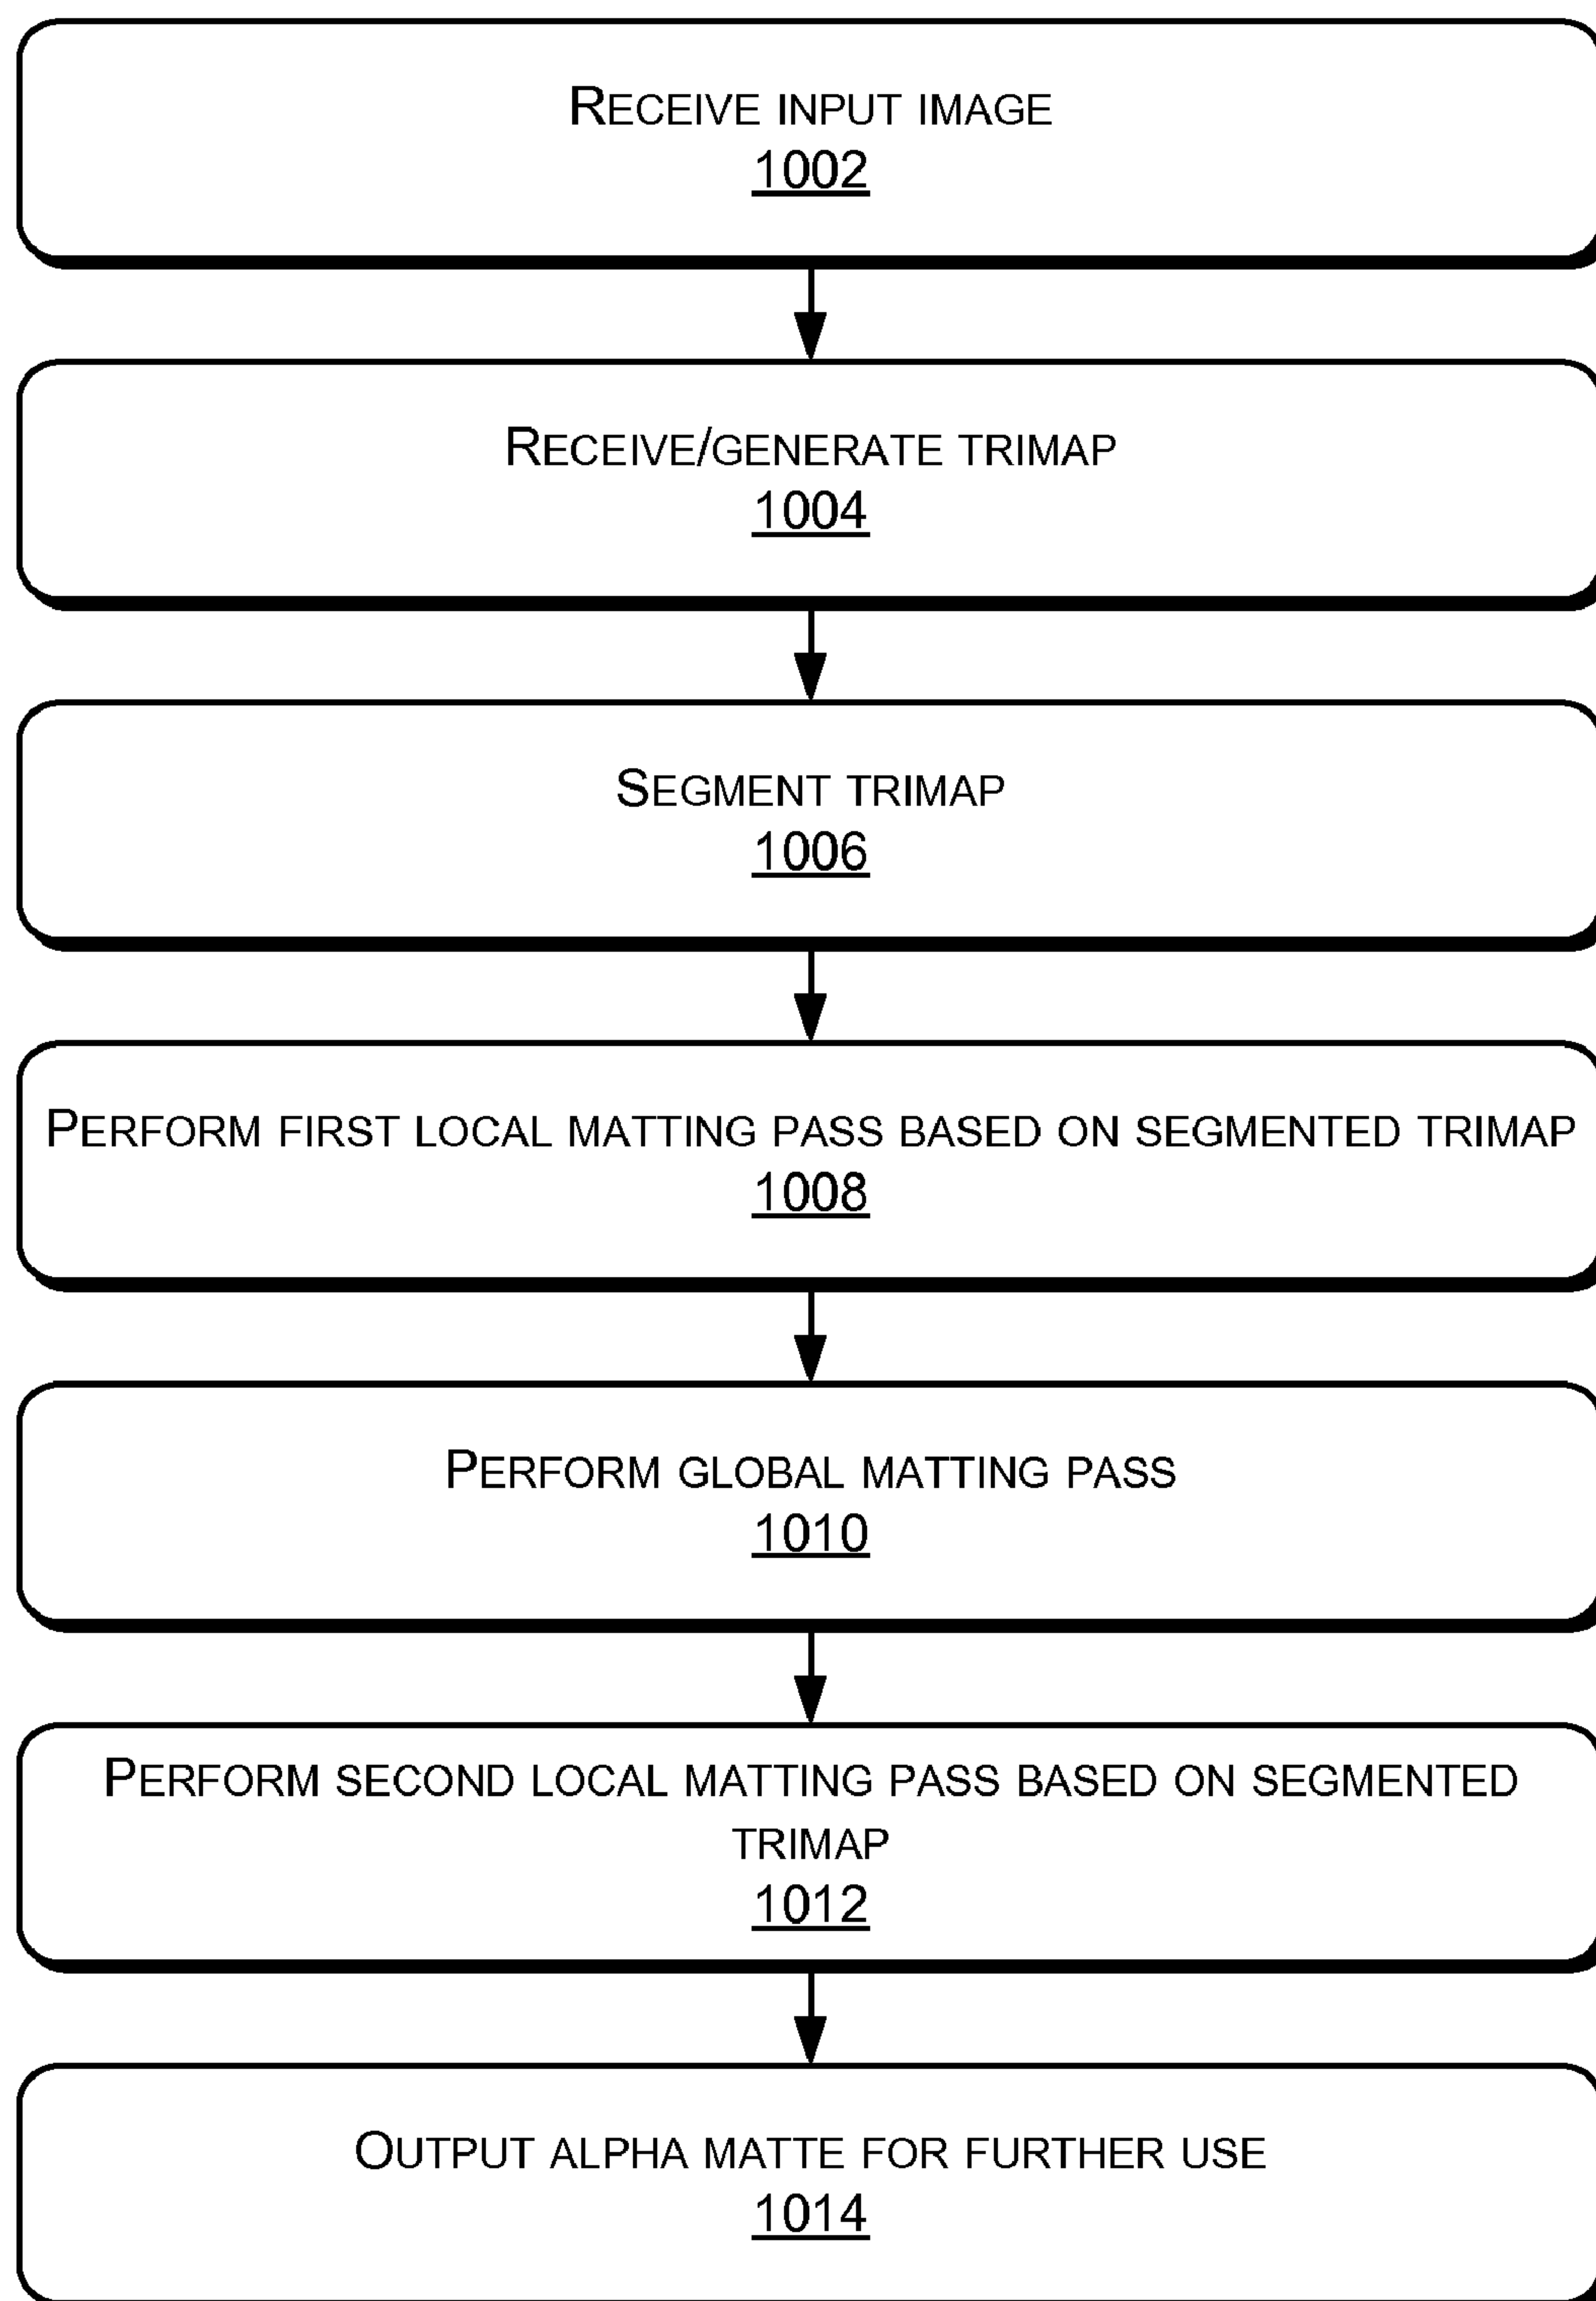 RECEIVE INPUT IMAGE
1002
RECEIVE/GENERATE TRIMAP
1004
SEGMENT TRIMAP
1006
PERFORM FIRST LOCAL MATTING PASS BASED ON SEGMENTED TRIMAP
1008
PERFORM GLOBAL MATTING PASS
1010
PERFORM SECOND LOCAL MATTING PASS BASED ON SEGMENTED
TRIMAP
1012
OUTPUT ALPHA MATTE FOR FURTHER USE
1014